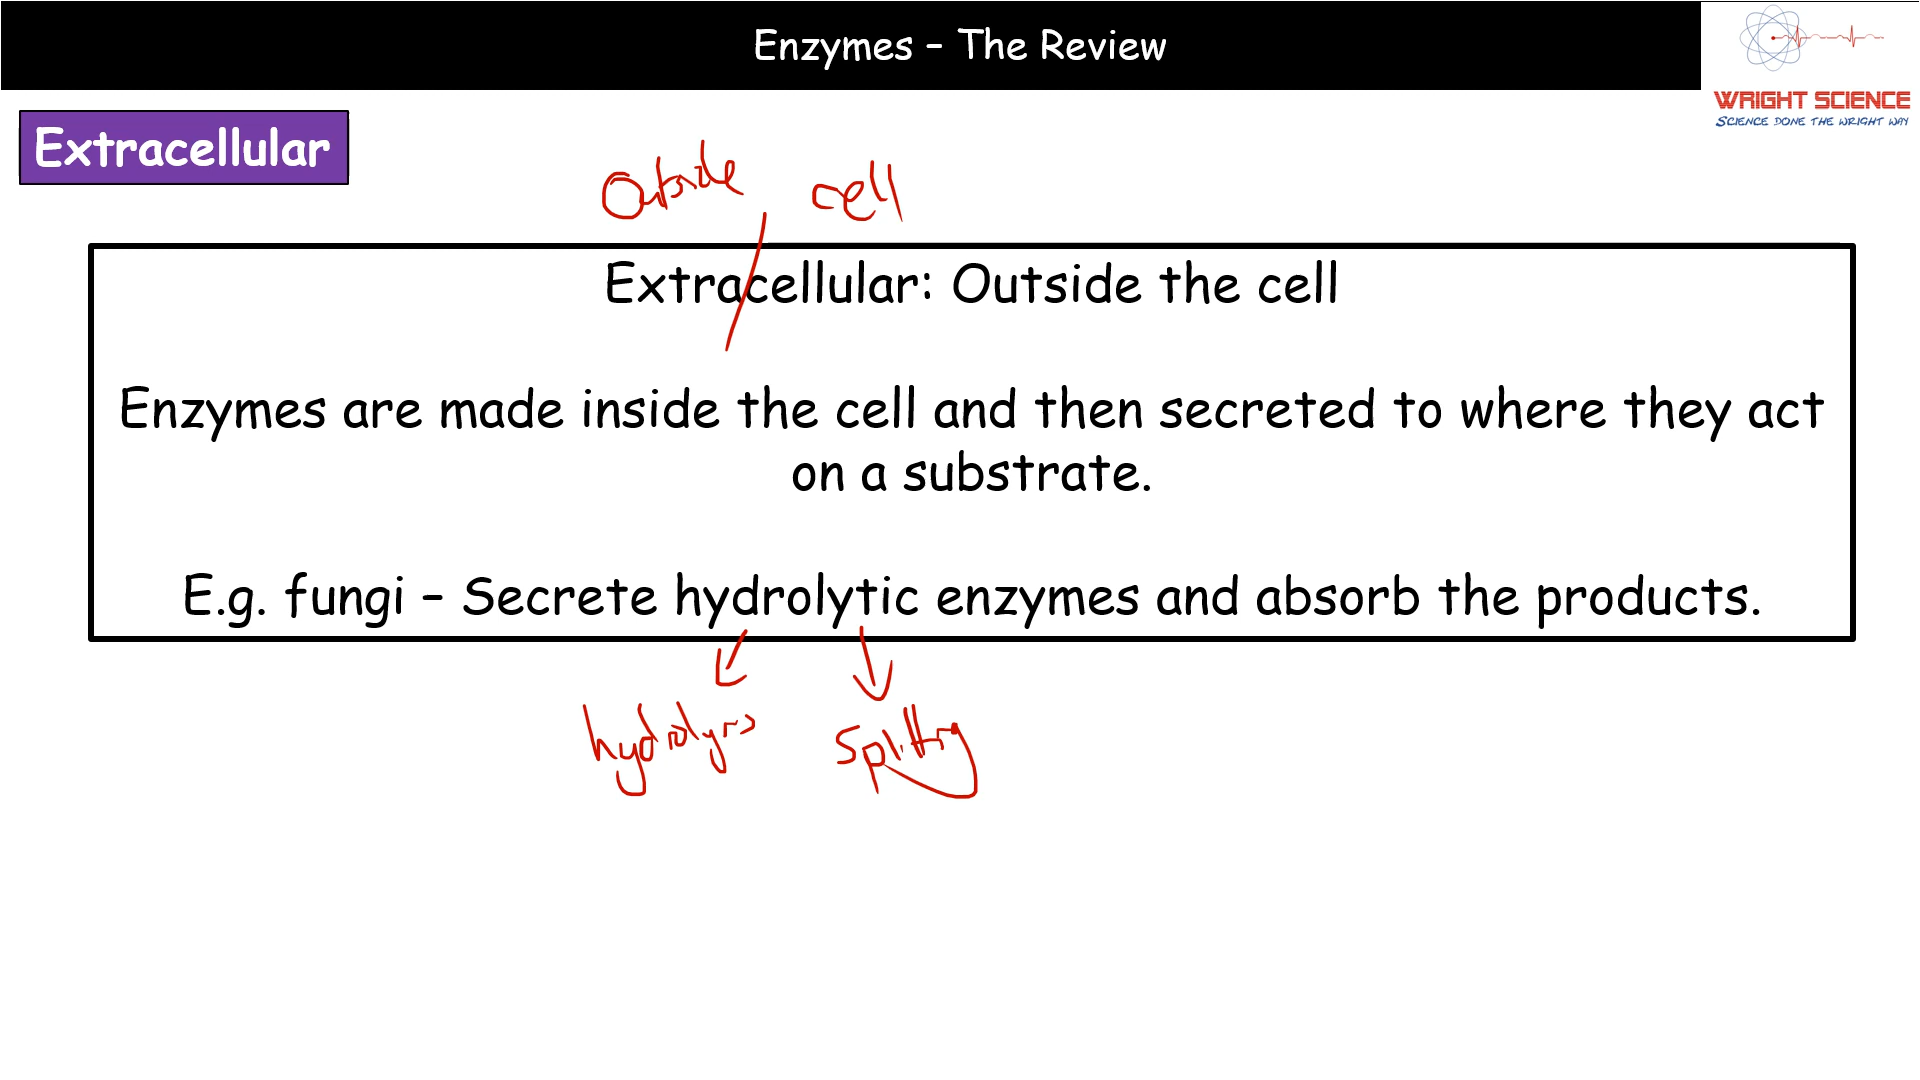 Enzymes – The Review
WRIGHT SCIENCE
SCIENCE DONE THE WRIGHT WAY
Extracellular
Outside cell
Extracellular: Outside the cell
Enzymes are made inside the cell and then secreted to where they act
on a substrate.
E.g. fungi – Secrete hydrolytic enzymes and absorb the products.
hydrolysis splitting